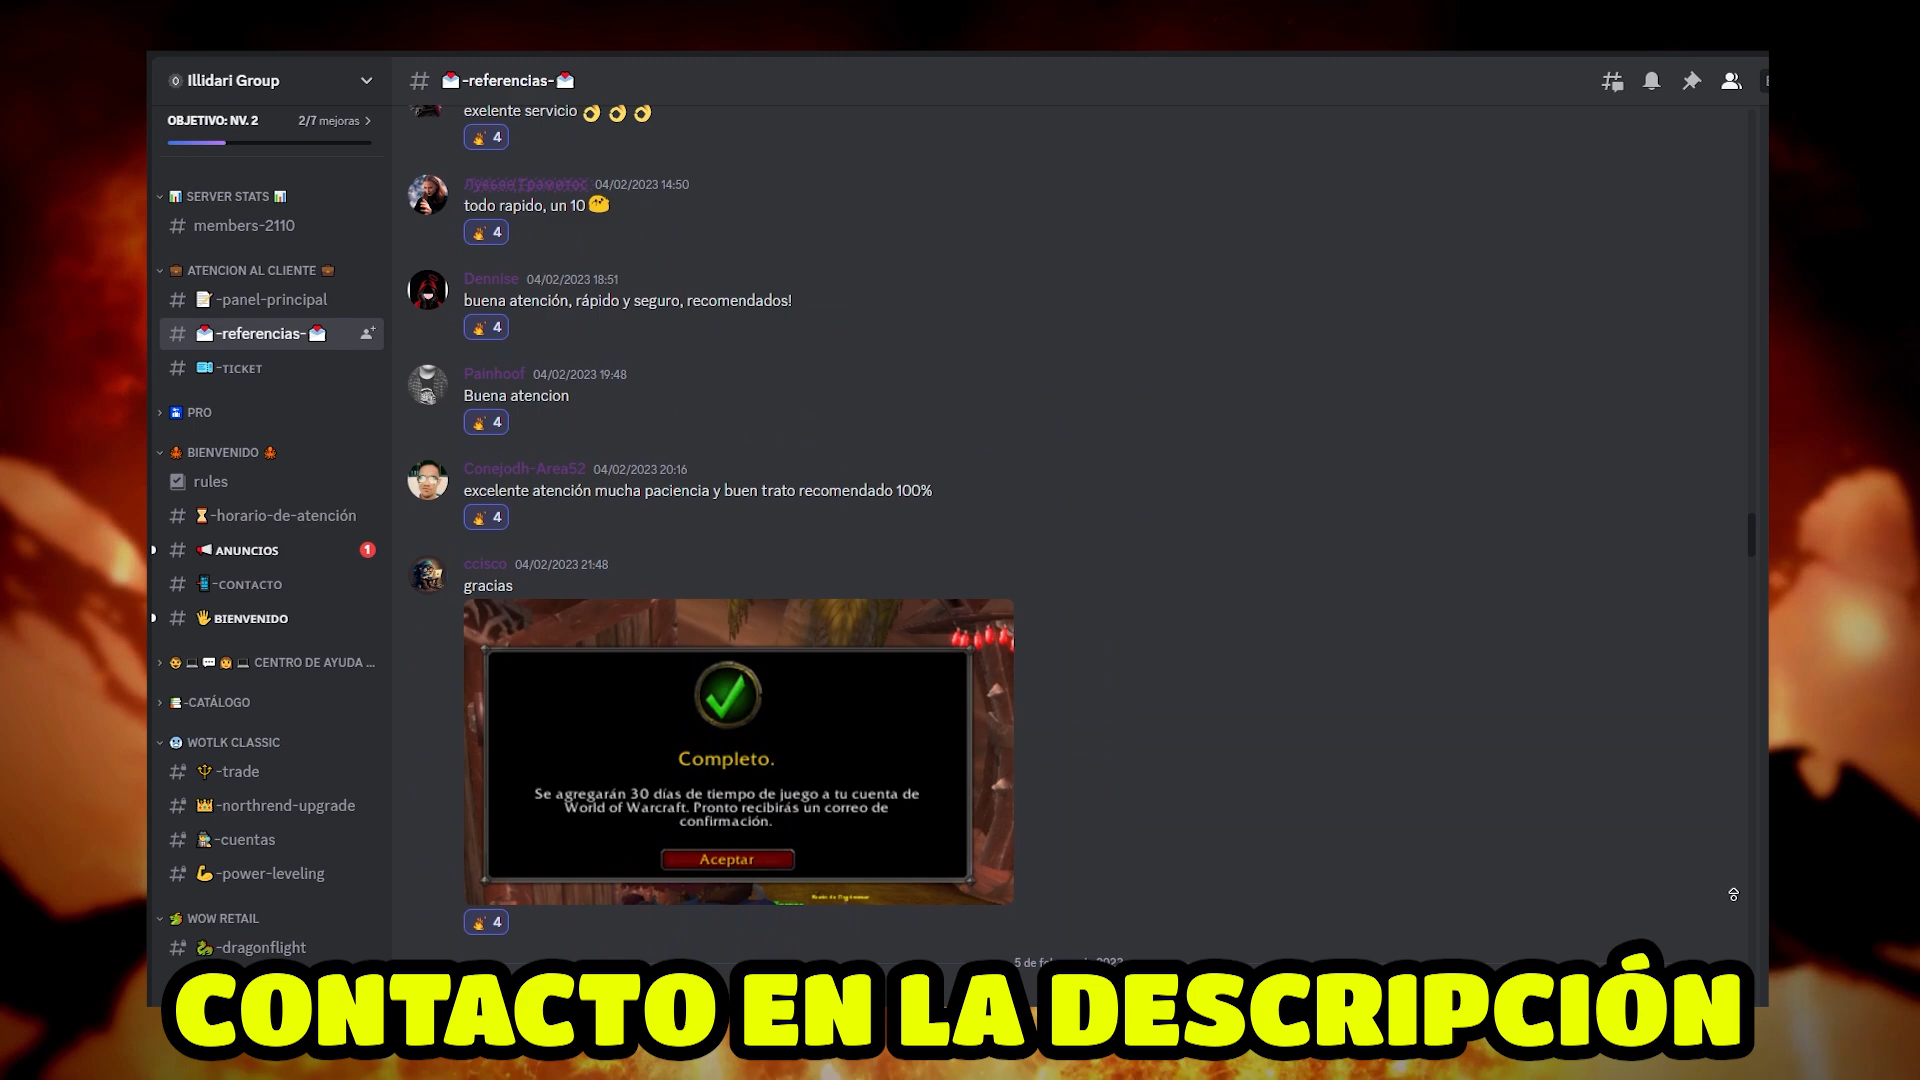 Illidari Group
OBJETIVO: NV. 2
2/7 mejoras
SERVER STATS
members-2110
ATENCION AL CLIENTE
-panel-principal
-referencias-
-TICKET
PRO
BIENVENIDO
rules
-horario-de-atención
ANUNCIOS
1
-CONTACTO
BIENVENIDO
CENTRO DE AYUDA ...
-CATÁLOGO
WOTLK CLASSIC
-trade
-northrend-upgrade
-cuentas
-power-leveling
WOW RETAIL
-dragonflight
-referencias-
exelente servicio
4
04/02/2023 14:50
todo rapido, un 10
4
Dennise 04/02/2023 18:51
buena atención, rápido y seguro, recomendados!
4
Painhoof 04/02/2023 19:48
Buena atencion
4
Conejodh-Area52 04/02/2023 20:16
excelente atención mucha paciencia y buen trato recomendado 100%
4
ccisco 04/02/2023 21:48
gracias
Completo.
Se agregarán 30 días de tiempo de juego a tu cuenta de
World of Warcraft. Pronto recibirás un correo de
confirmación.
Aceptar
4
CONTACTO EN LA DESCRIPCIÓN